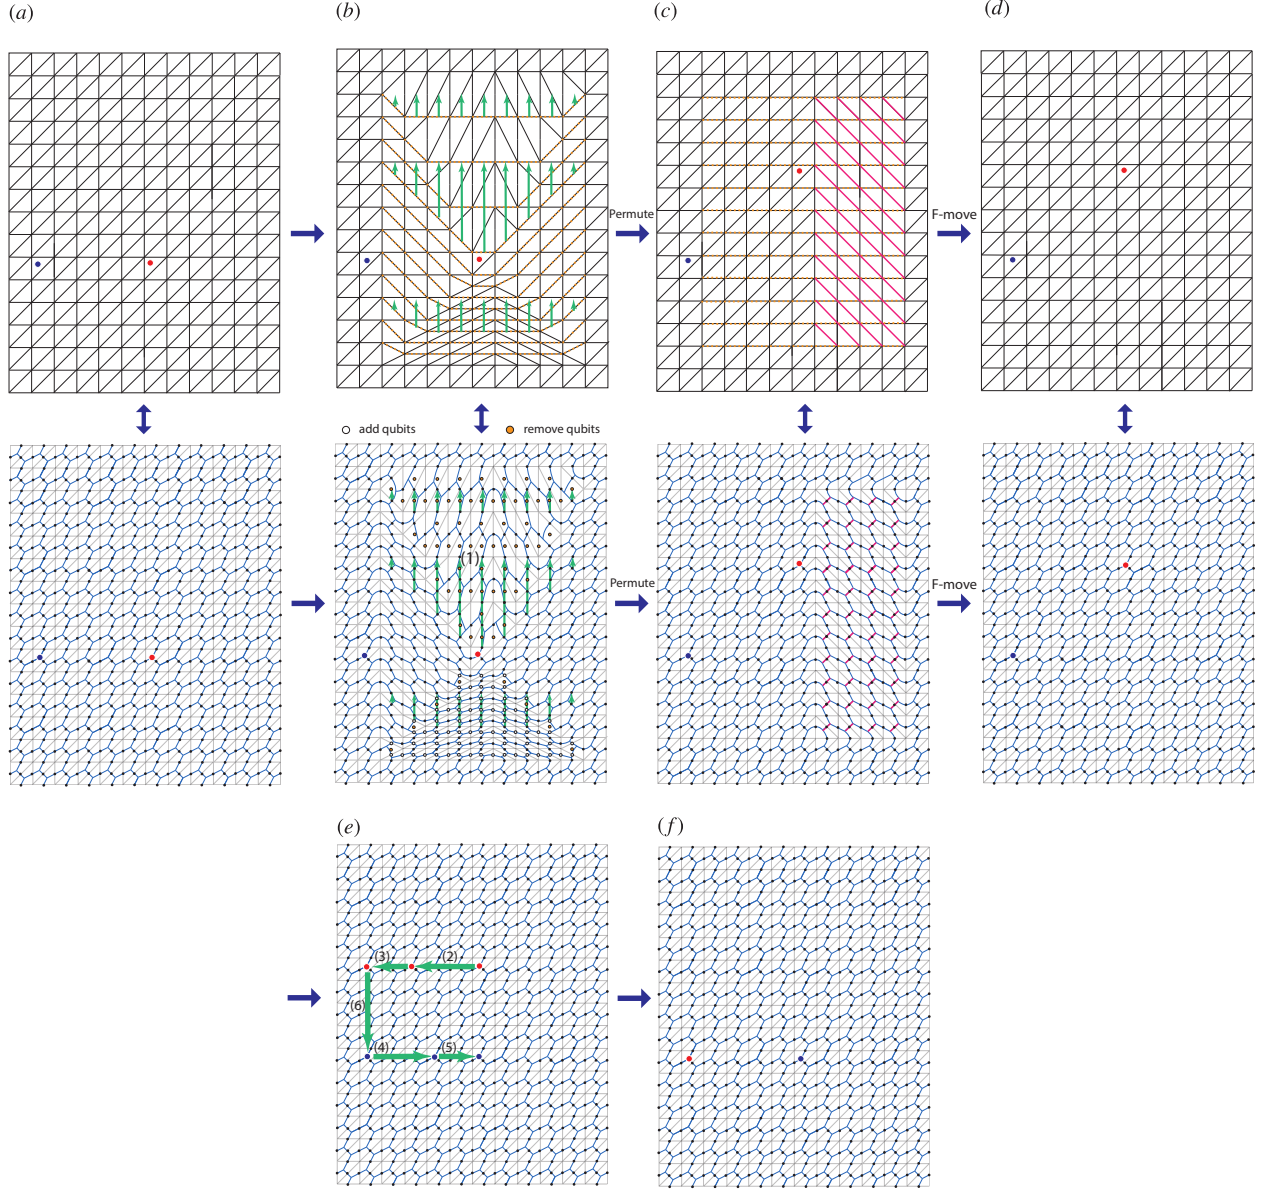 (a)
(b)
(c)
(d)
Permute
F-move
add qubits
remove qubits
(1)
Permute
F-move
(e)
(f)
(3)
(2)
(6)
(4)
(5)